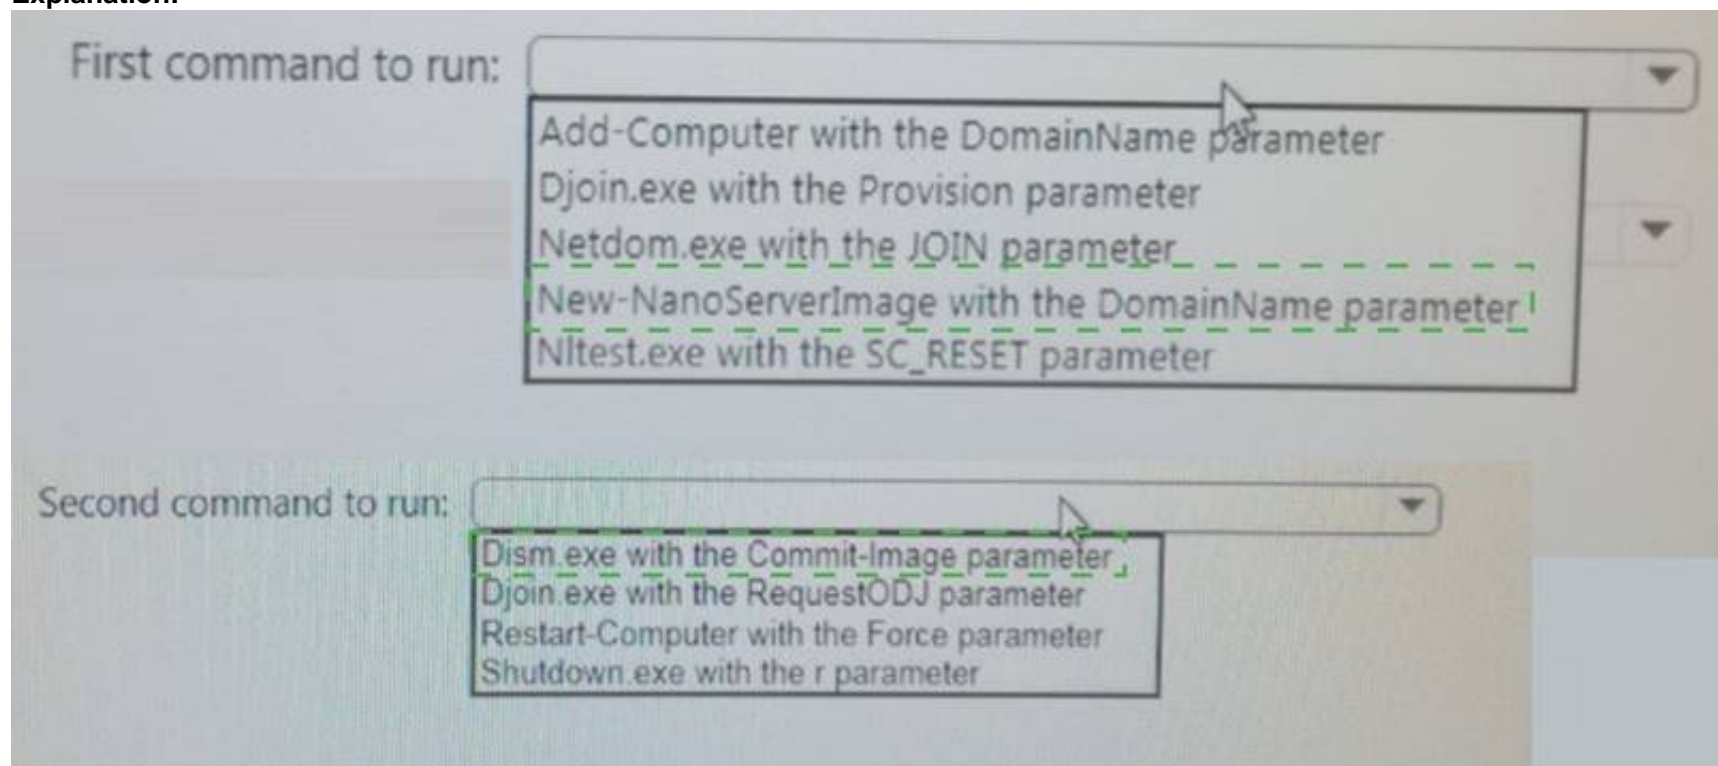 Explanation:
First command to run:
Add-Computer with the DomainName parameter
Djoin.exe with the Provision parameter
Netdom.exe with the JOIN parameter
New-NanoServerImage with the DomainName parameter
Nltest.exe with the SC_RESET parameter
Second command to run:
Dism.exe with the Commit-Image parameter
Djoin.exe with the RequestODJ parameter
Restart-Computer with the Force parameter
Shutdown.exe with the r parameter